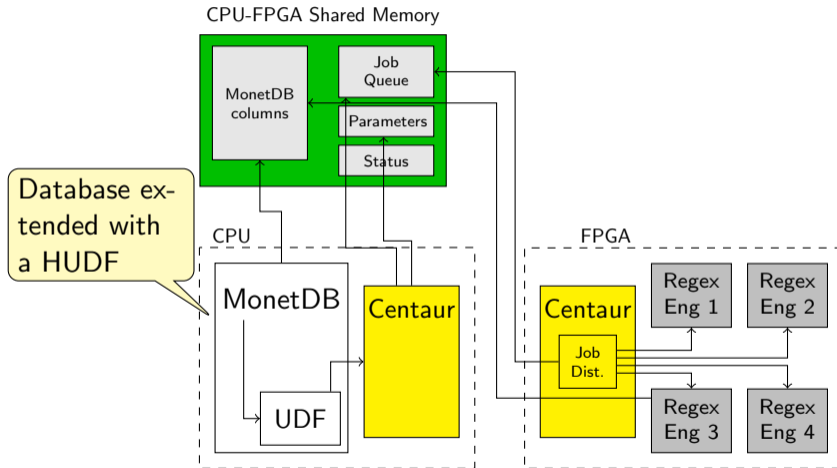 CPU-FPGA Shared Memory
MonetDB
columns
Job
Queue
Parameters
Status
Database ex-
tended with
a HUDF
CPU
MonetDB
UDF
Centaur
FPGA
Centaur
Job
Dist.
Regex
Eng 1
Regex
Eng 2
Regex
Eng 3
Regex
Eng 4